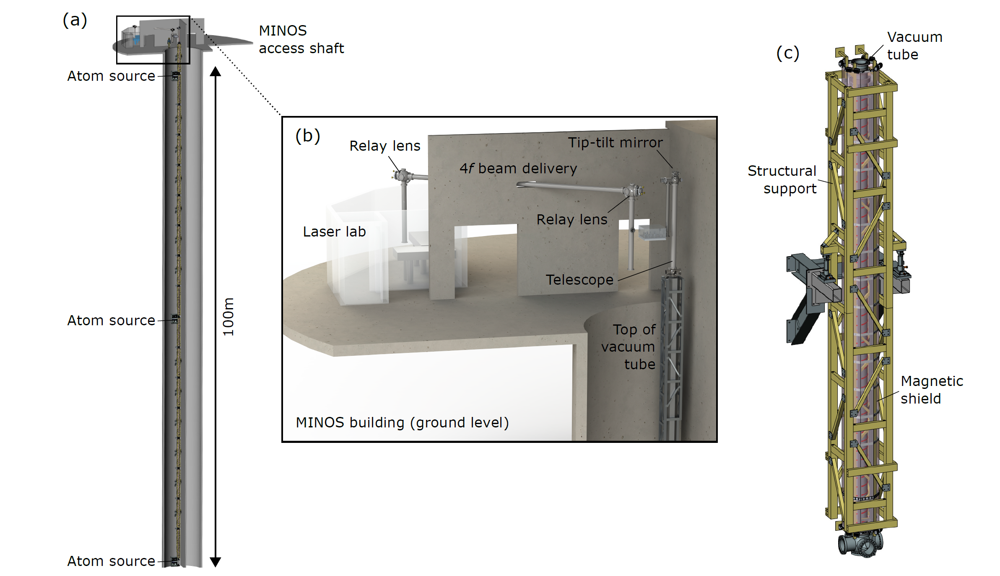 (a)
MINOS
access shaft
Atom source
Atom source
Atom source
100m
(b)
Relay lens
Tip-tilt mirror
4f beam delivery
Relay lens
Laser lab
Telescope
Top of
vacuum
tube
MINOS building (ground level)
(c)
Vacuum
tube
Structural
support
Magnetic
shield